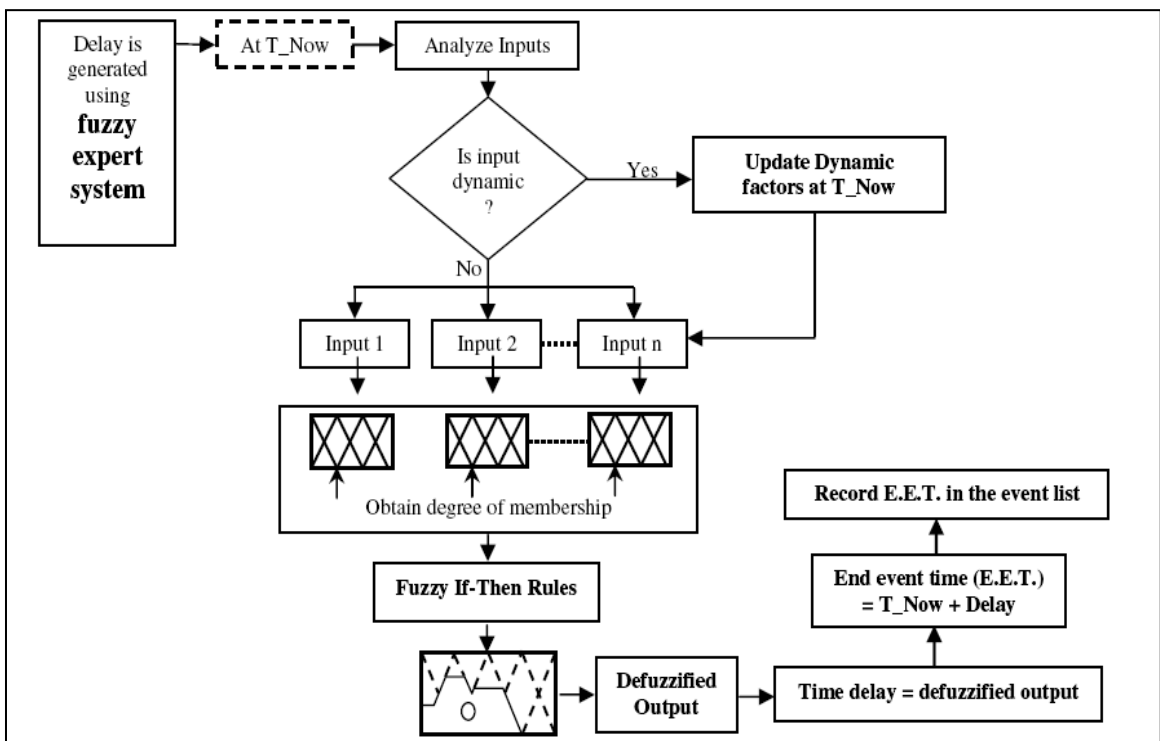 Delay is
generated
using
fuzzy
expert
system
At T_Now
Analyze Inputs
Is input
dynamic
?
Yes
Update Dynamic
factors at T_Now
No
Input 1
Input 2
Input n
Obtain degree of membership
Fuzzy If-Then Rules
Defuzzified
Output
Time delay = defuzzified output
End event time (E.E.T.)
= T_Now + Delay
Record E.E.T. in the event list